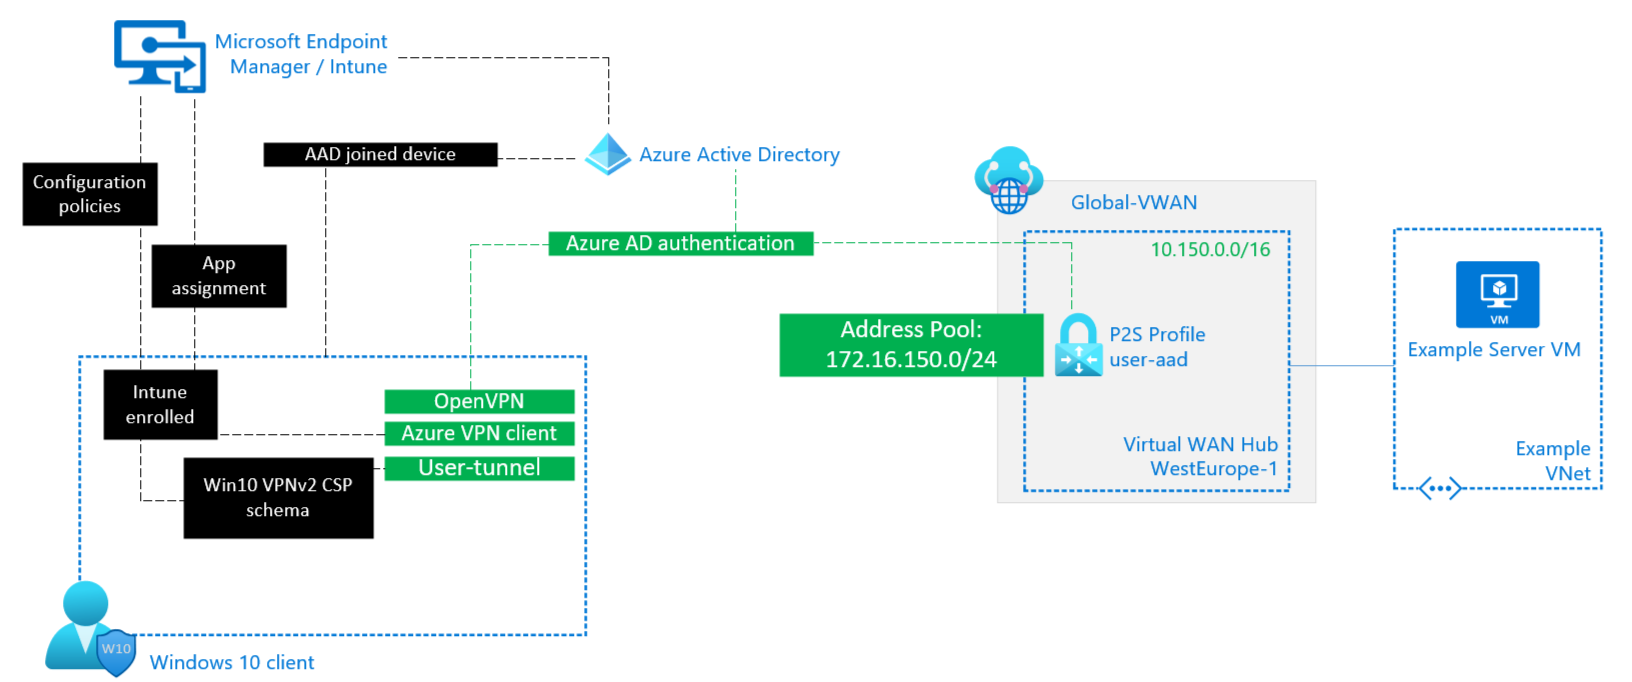 Microsoft Endpoint
Manager / Intune
AAD joined device
Azure Active Directory
Configuration
policies
App
assignment
Azure AD authentication
Global-VWAN
10.150.0.0/16
Address Pool:
172.16.150.0/24
P2S Profile
user-aad
VM
Example Server VM
Intune
enrolled
OpenVPN
Azure VPN client
User-tunnel
Win10 VPNv2 CSP
schema
Virtual WAN Hub
WestEurope-1
Example
VNet
W10
Windows 10 client